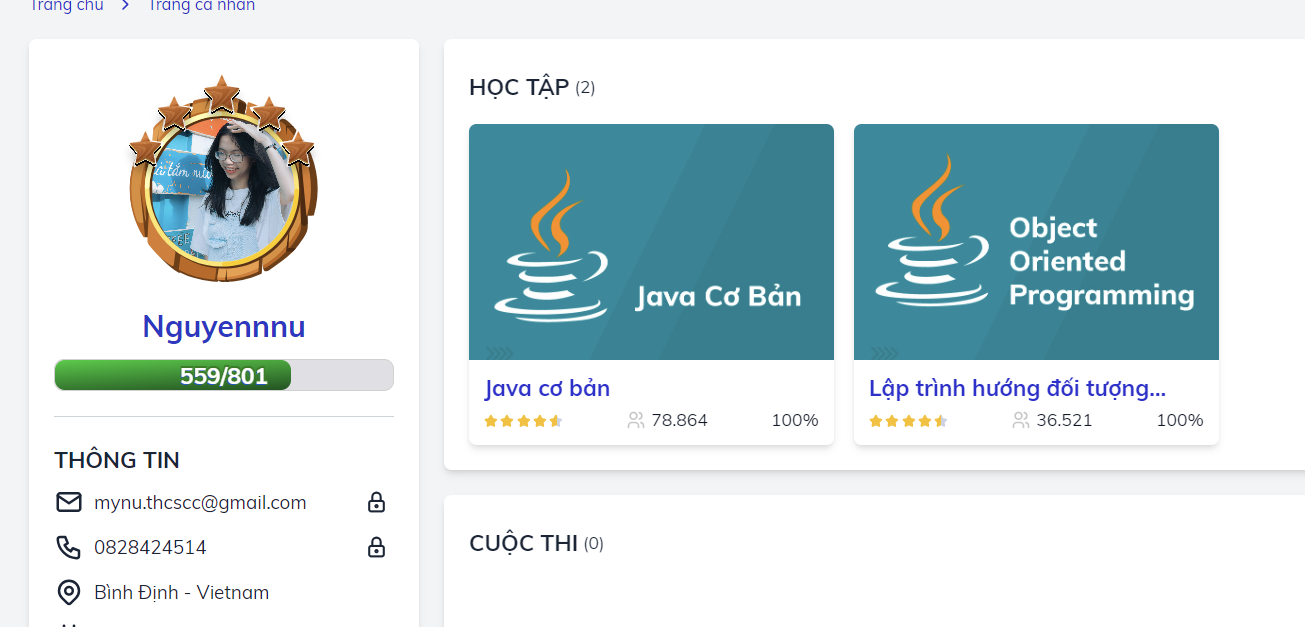 Trang chủ > Trang cá nhân
Nguyennnu
559/801
THÔNG TIN
mynu.thcscc@gmail.com
0828424514
Bình Định - Vietnam
HỌC TẬP (2)
Java Cơ Bản
Java cơ bản
78.864 100%
Object
Oriented
Programming
Lập trình hướng đối tượng...
36.521 100%
CUỘC THI (0)